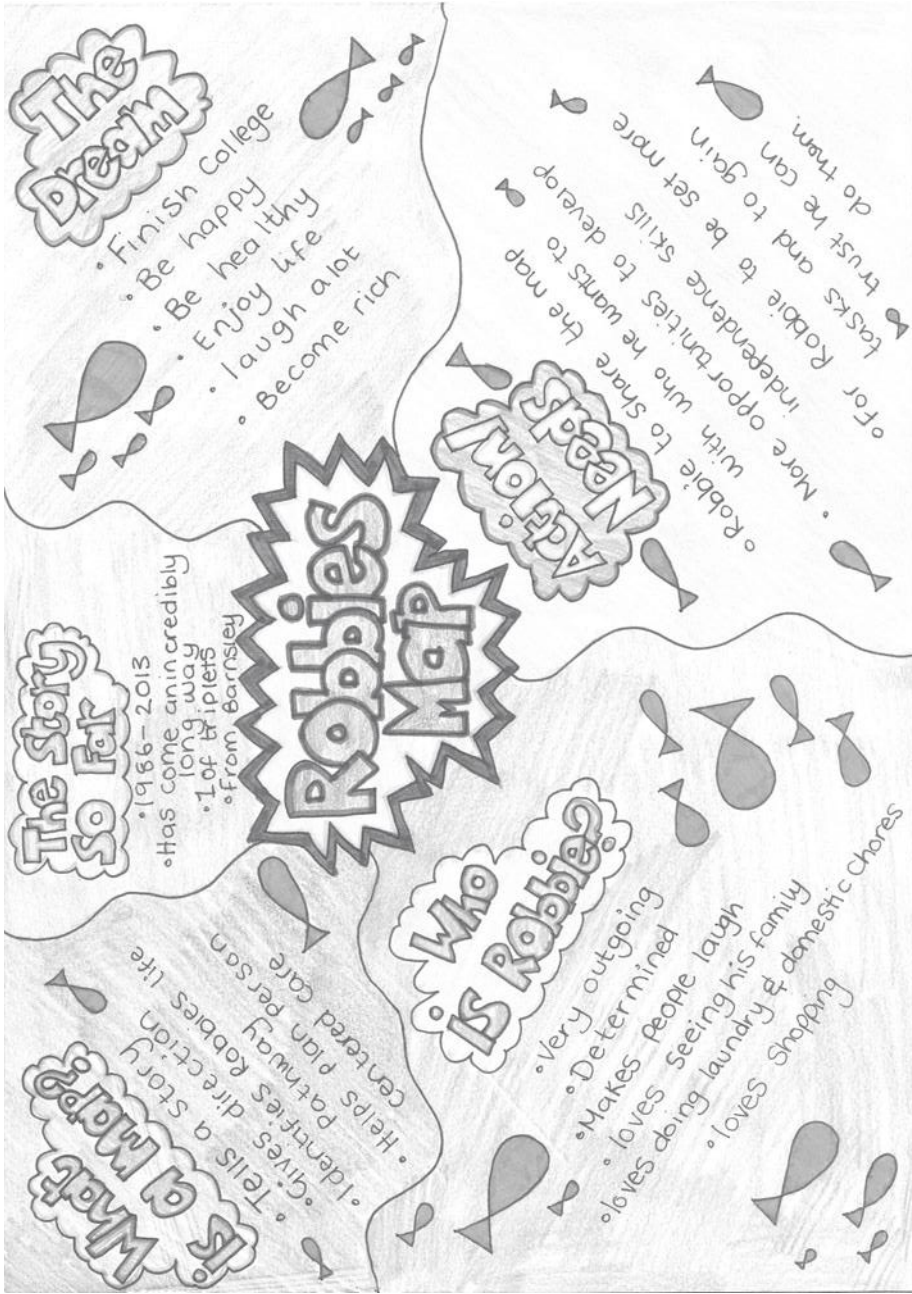 What
is a Map?
• Tells a story
• Gives direction
• Identifies Robbies life
Pathway
• Helps Plan Person
centered care
The Story
So Far
• 1986-2013
• Has come an incredibly
long way
• 1 of triplets
• From Barnsley
The
Dream
• Finish College
• Be happy
• Be healthy
• Enjoy life
• laugh alot
• Become rich
Robbies
Map
Who
is Robbie?
• Very outgoing
• Determined
• Makes people laugh
• loves seeing his family
• loves doing laundry & domestic chores
• loves shopping
Action!
Needs
• Robbie to share the map
with who he wants to
• More opportunities to develop
independence skills
• For Robbie to be set more
tasks and to gain
trust he can
do them.